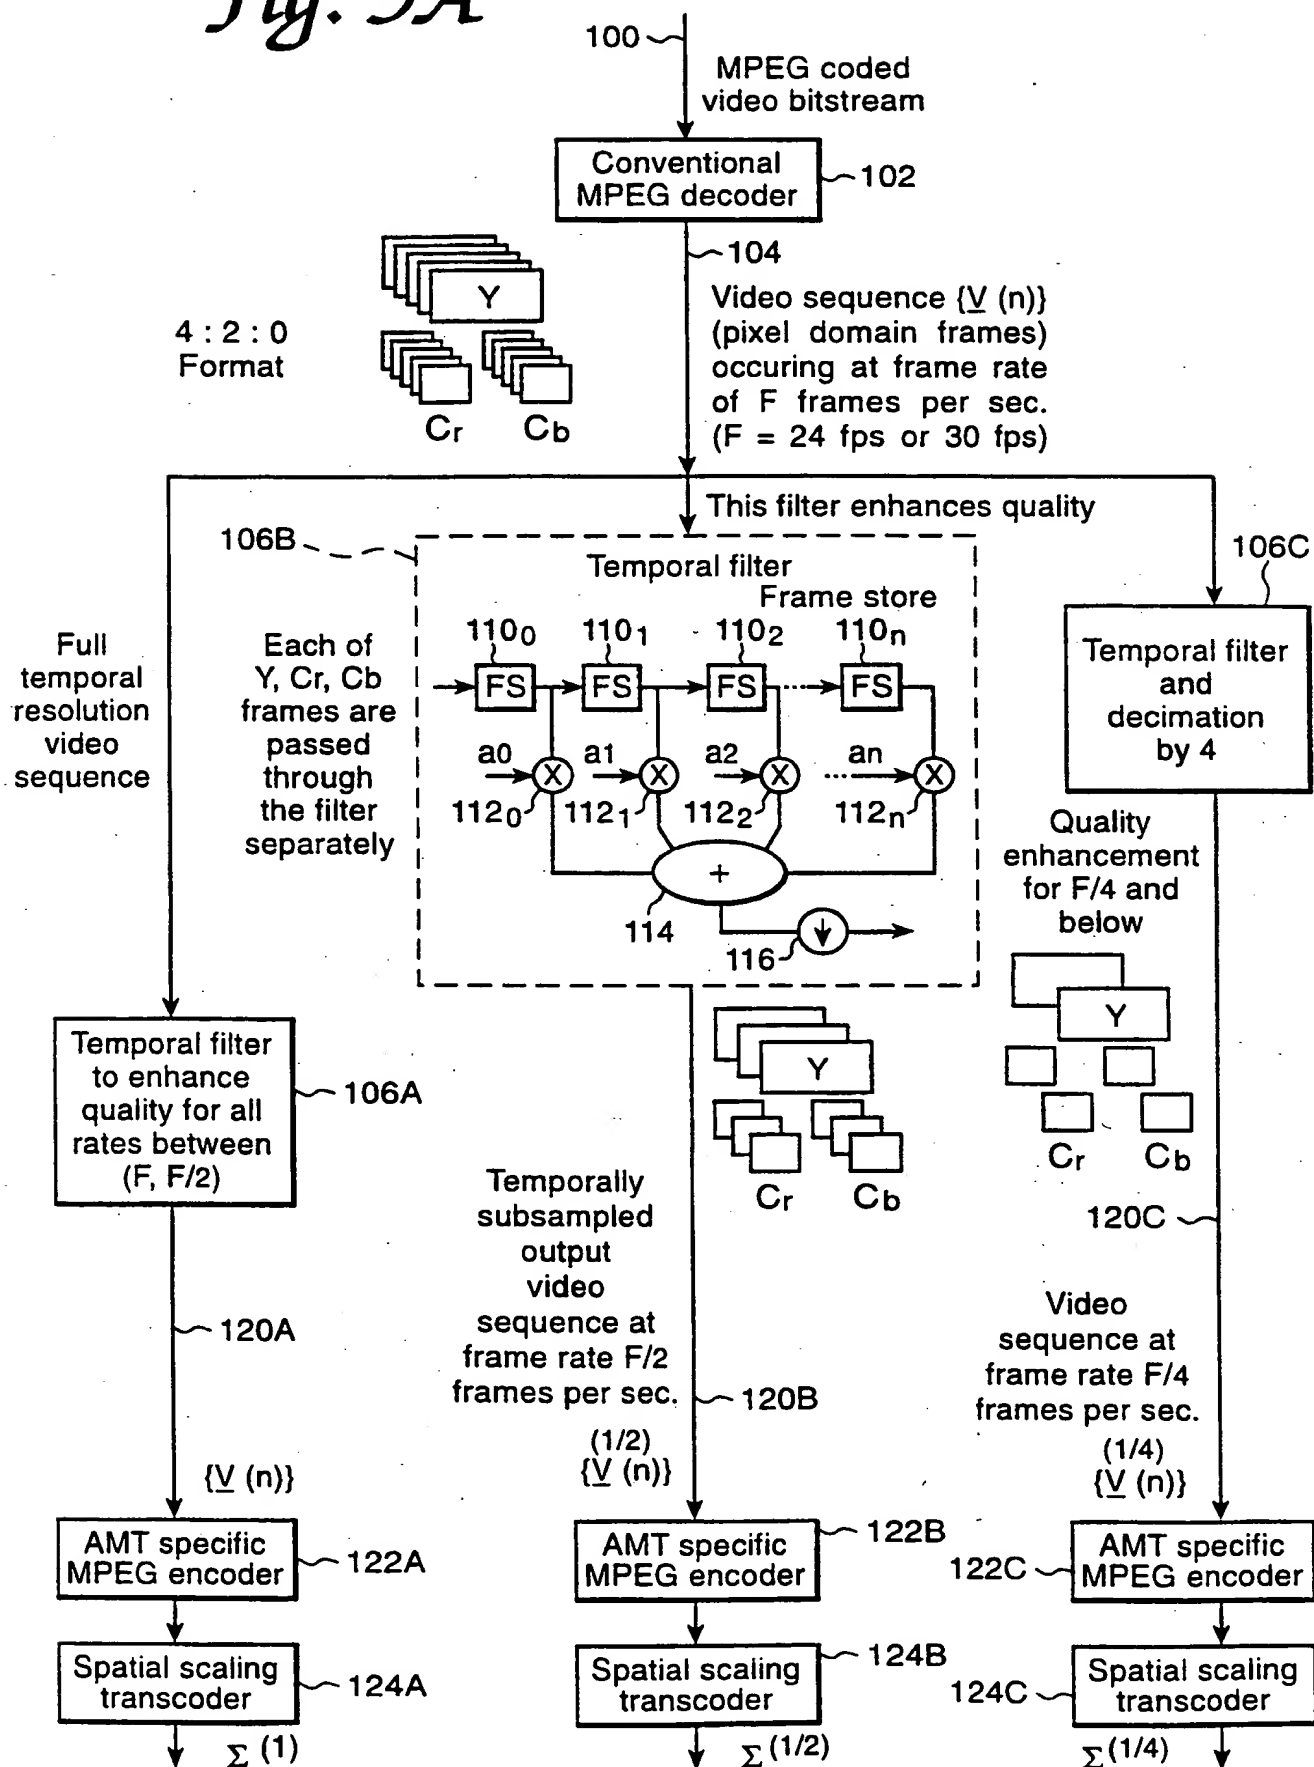 Fig. 3A
100
MPEG coded
video bitstream
Conventional
MPEG decoder
102
104
Y
4 : 2 : 0
Format
Cr
Cb
Video sequence {V (n)}
(pixel domain frames)
occuring at frame rate
of F frames per sec.
(F = 24 fps or 30 fps)
This filter enhances quality
106B
106C
Temporal filter
Frame store
Full
temporal
resolution
video
sequence
Each of
Y, Cr, Cb
frames are
passed
through
the filter
separately
110₀
110₁
110₂
110n
FS
FS
FS
FS
a0
a1
a2
an
X
X
X
X
112₀
112₁
112₂
112n
+
114
116
Temporal filter
and
decimation
by 4
Quality
enhancement
for F/4 and
below
Y
Cr
Cb
Temporal filter
to enhance
quality for all
rates between
(F, F/2)
106A
Y
Cr
Cb
Temporally
subsampled
output
video
sequence at
frame rate F/2
frames per sec.
120A
120B
120C
Video
sequence at
frame rate F/4
frames per sec.
{V (n)}
(1/2)
{V (n)}
(1/4)
{V (n)}
AMT specific
MPEG encoder
122A
AMT specific
MPEG encoder
122B
122C
AMT specific
MPEG encoder
Spatial scaling
transcoder
124A
Spatial scaling
transcoder
124B
124C
Spatial scaling
transcoder
Σ (1)
Σ (1/2)
Σ (1/4)